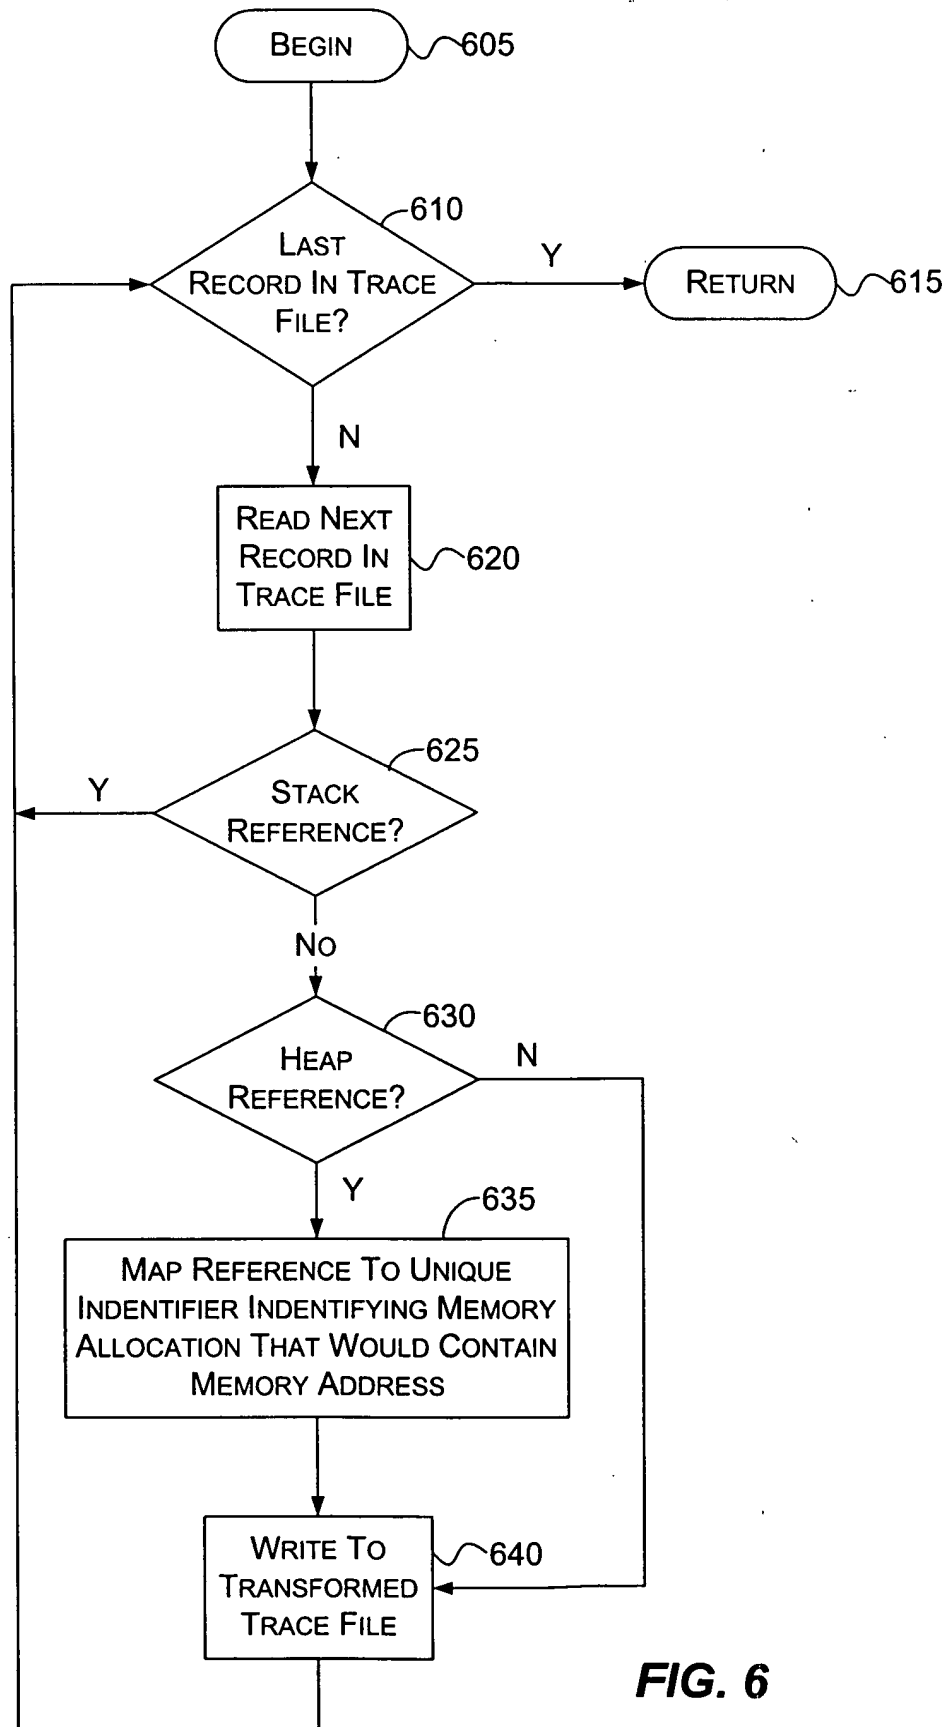 BEGIN
605
610
LAST
RECORD IN TRACE
FILE?
Y
RETURN
615
N
READ NEXT
RECORD IN
TRACE FILE
620
625
Y
STACK
REFERENCE?
NO
630
HEAP
REFERENCE?
N
Y
635
MAP REFERENCE TO UNIQUE
INDENTIFIER INDENTIFYING MEMORY
ALLOCATION THAT WOULD CONTAIN
MEMORY ADDRESS
WRITE TO
TRANSFORMED
TRACE FILE
640
FIG. 6